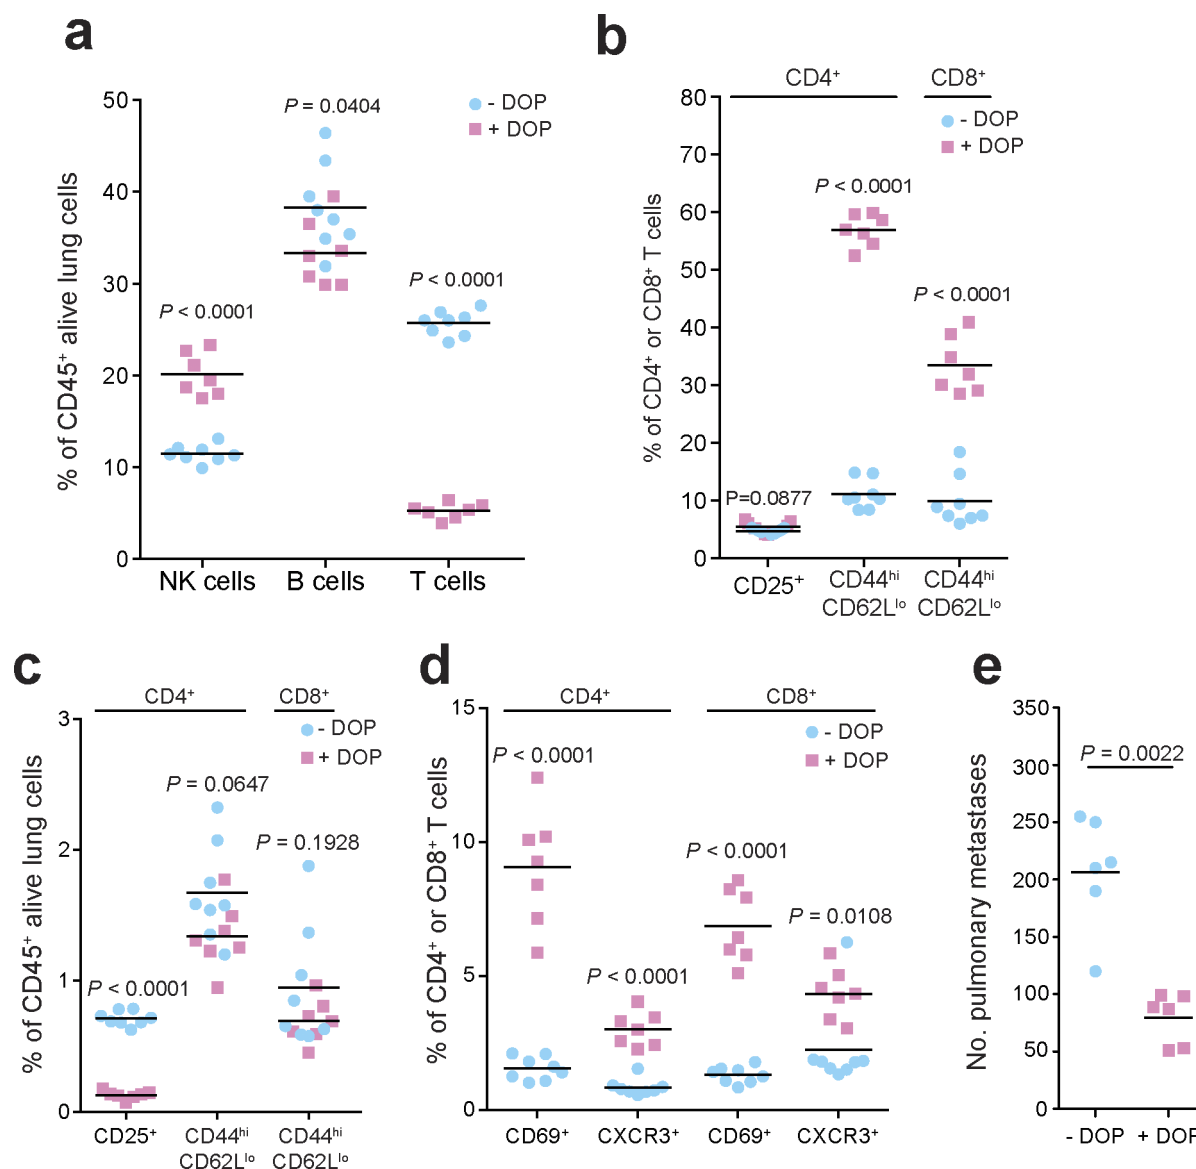 a
% of CD45⁺ alive lung cells
50
40
30
20
10
0
P = 0.0404
- DOP
+ DOP
P < 0.0001
P < 0.0001
NK cells
B cells
T cells
b
% of CD4⁺ or CD8⁺ T cells
CD4⁺
CD8⁺
80
70
60
50
40
30
20
10
0
- DOP
+ DOP
P < 0.0001
P < 0.0001
P=0.0877
CD25⁺
CD44ʰⁱ
CD62Lˡᵒ
CD44ʰⁱ
CD62Lˡᵒ
c
% of CD45⁺ alive lung cells
CD4⁺
CD8⁺
3
2
1
0
- DOP
+ DOP
P = 0.0647
P = 0.1928
P < 0.0001
CD25⁺
CD44ʰⁱ
CD62Lˡᵒ
CD44ʰⁱ
CD62Lˡᵒ
d
% of CD4⁺ or CD8⁺ T cells
CD4⁺
CD8⁺
15
10
5
0
- DOP
+ DOP
P < 0.0001
P < 0.0001
P < 0.0001
P = 0.0108
CD69⁺
CXCR3⁺
CD69⁺
CXCR3⁺
e
No. pulmonary metastases
350
300
250
200
150
100
50
0
P = 0.0022
- DOP
+ DOP